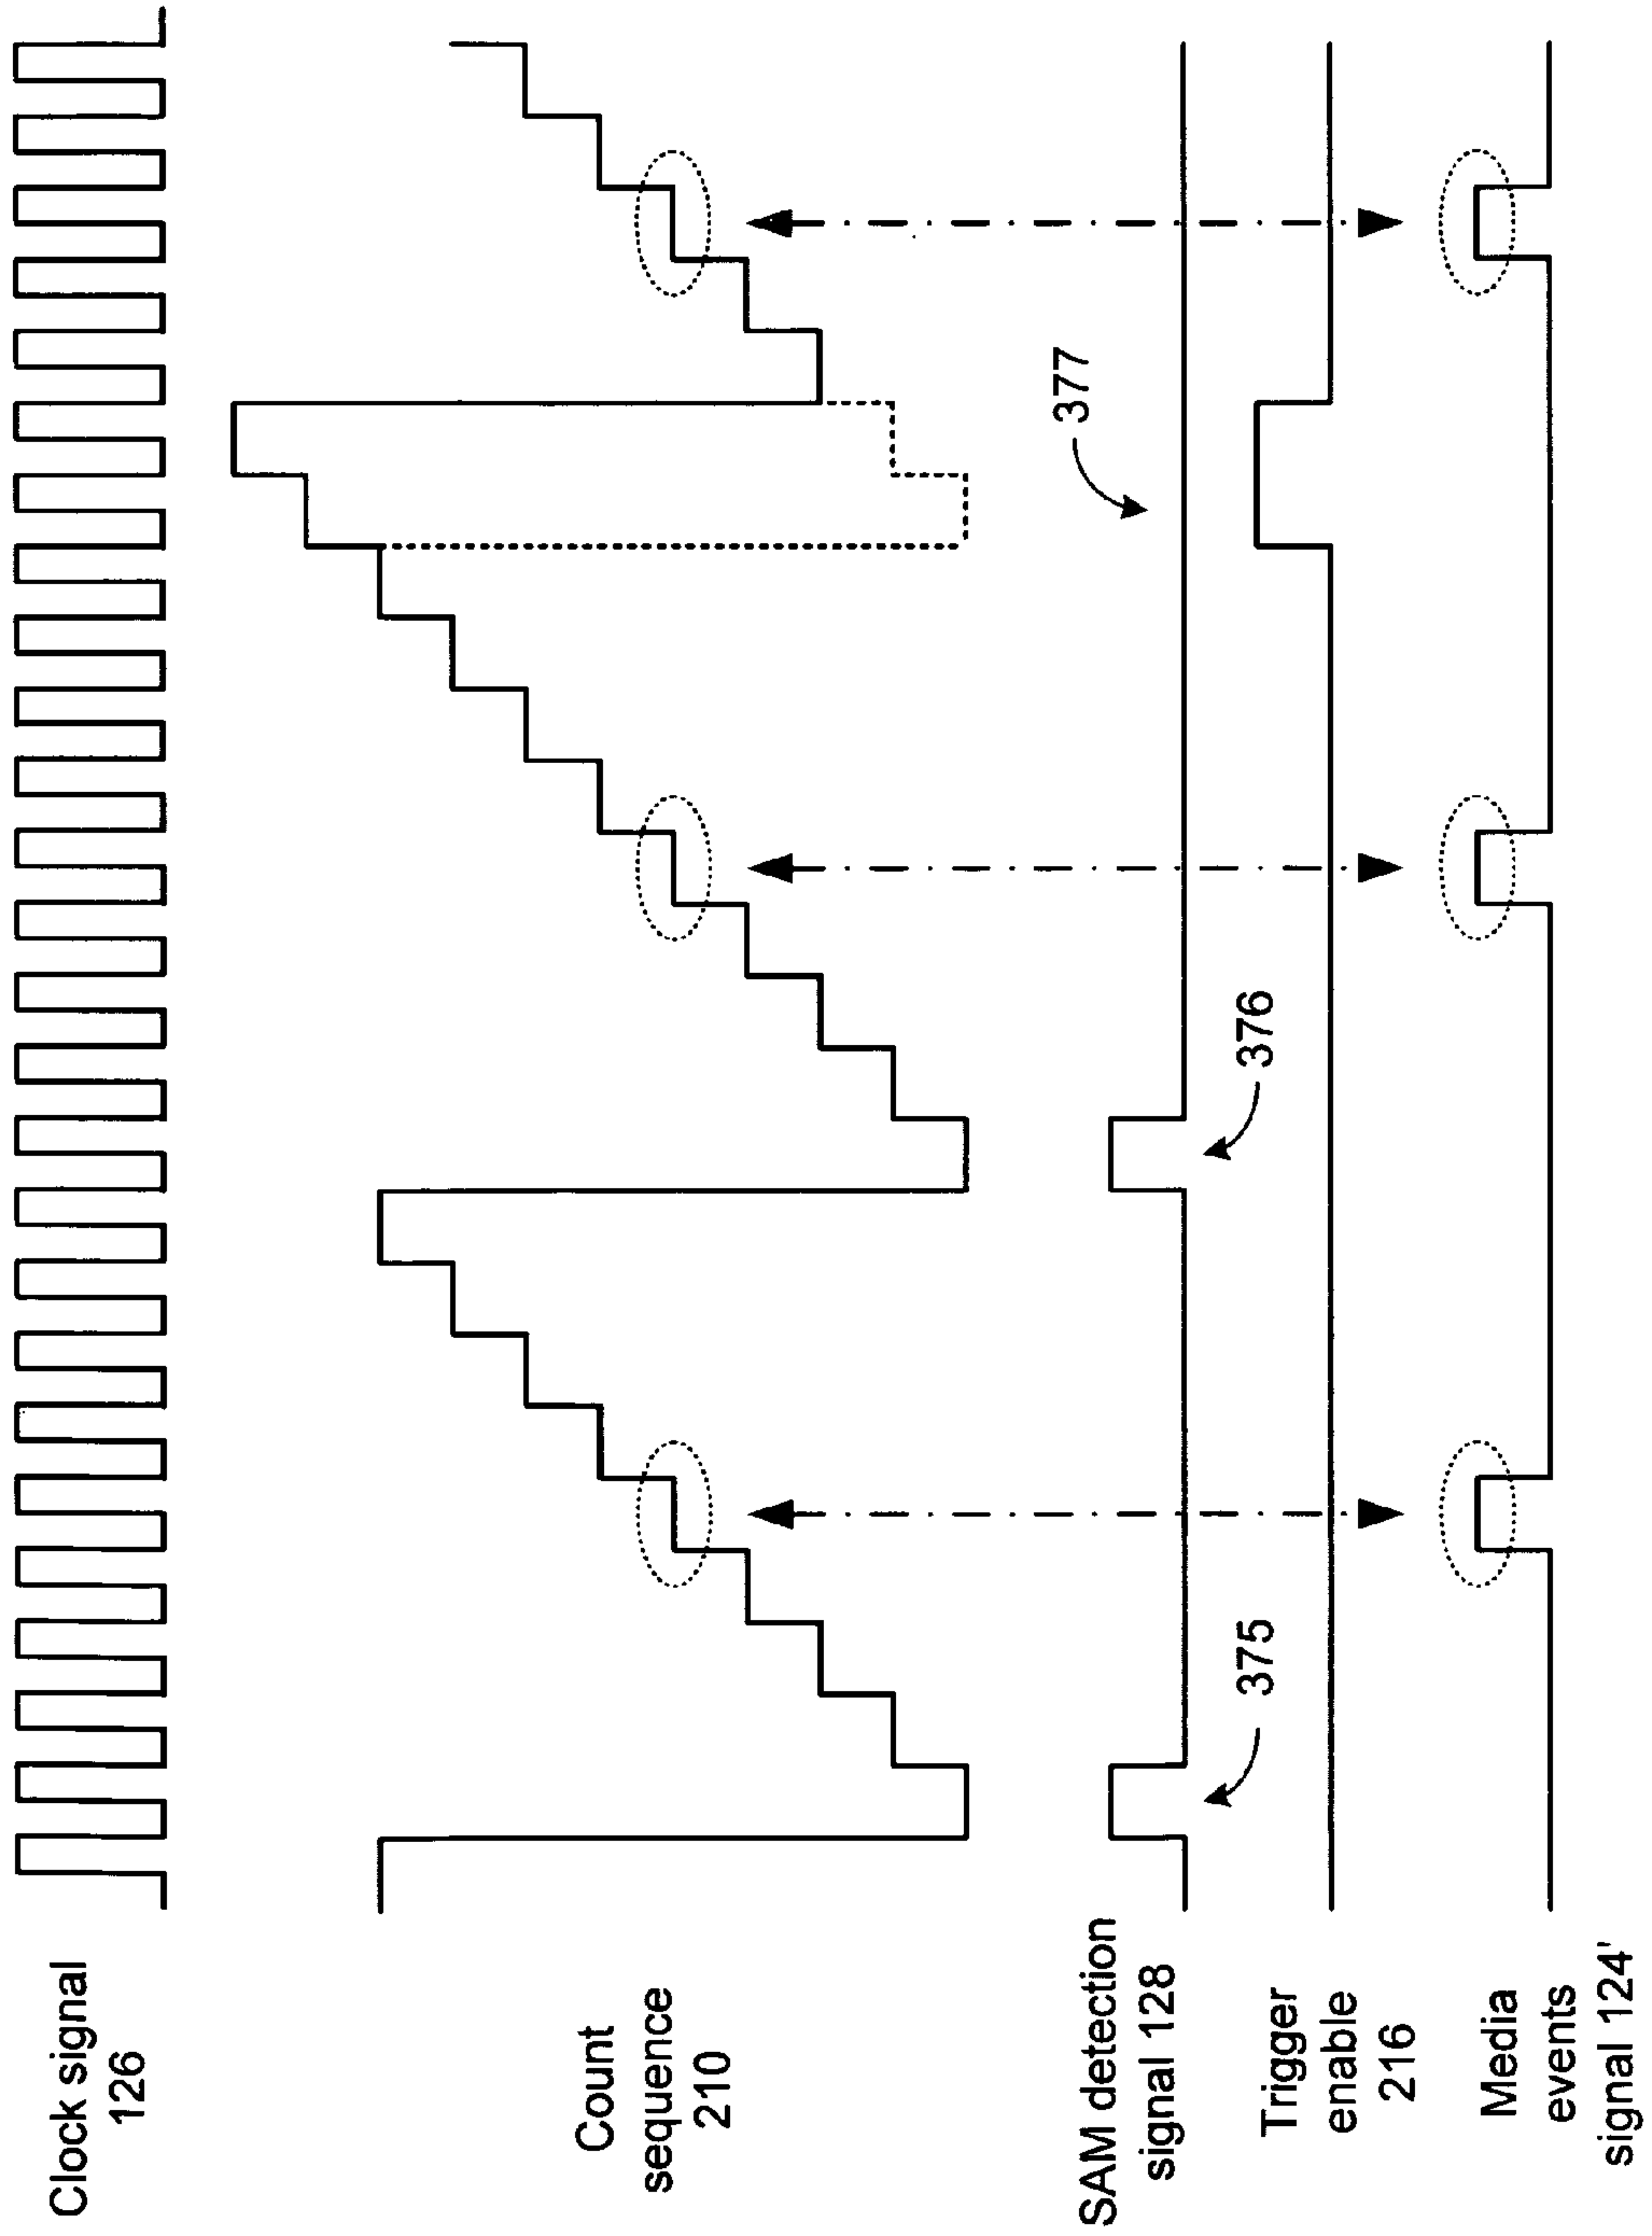 Clock signal
126
Count
sequence
210
SAM detection
signal 128
Trigger
enable
216
Media
events
signal 124'
375
376
377